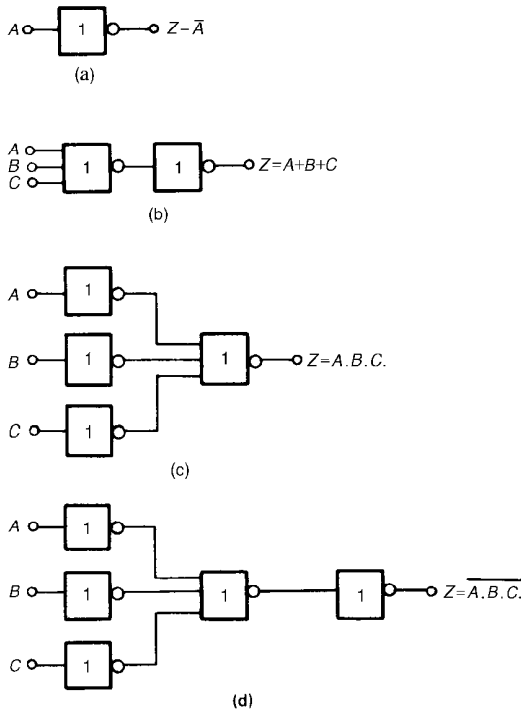 A 1 Z – A̅
(a)
A
B 1 1 Z = A+B+C
C
(b)
A 1
B 1 1 Z = A.B.C.
C 1
(c)
A 1
B 1 1 1 Z = A̅.̅B̅.̅C̅.̅
C 1
(d)